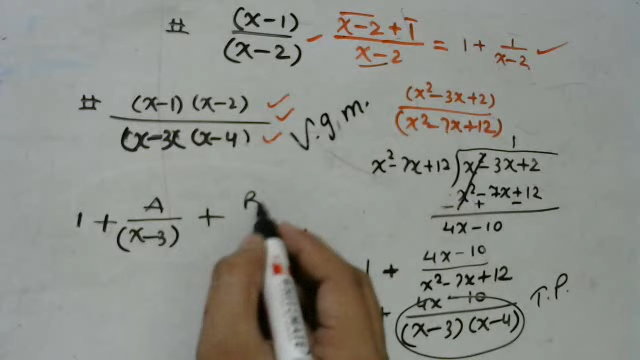 # (x-1)/(x-2) - (x-2+1)/(x-2) = 1 + 1/(x-2) ✓
# (x-1)(x-2)/((x-3)(x-4)) ✓✓✓ V.g.m.
(x²-3x+2)/(x²-7x+12)
1
x²-7x+12 ) x²-3x+2
x²-7x+12
- + -
4x-10
1 + A/(x-3) + B
1 + (4x-10)/(x²-7x+12)
+ (4x-10)/((x-3)(x-4)) T.P.